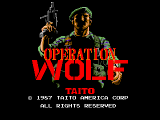 OPERATION
WOLF
TAITO
© 1987 TAITO AMERICA CORP
ALL RIGHTS RESERVED